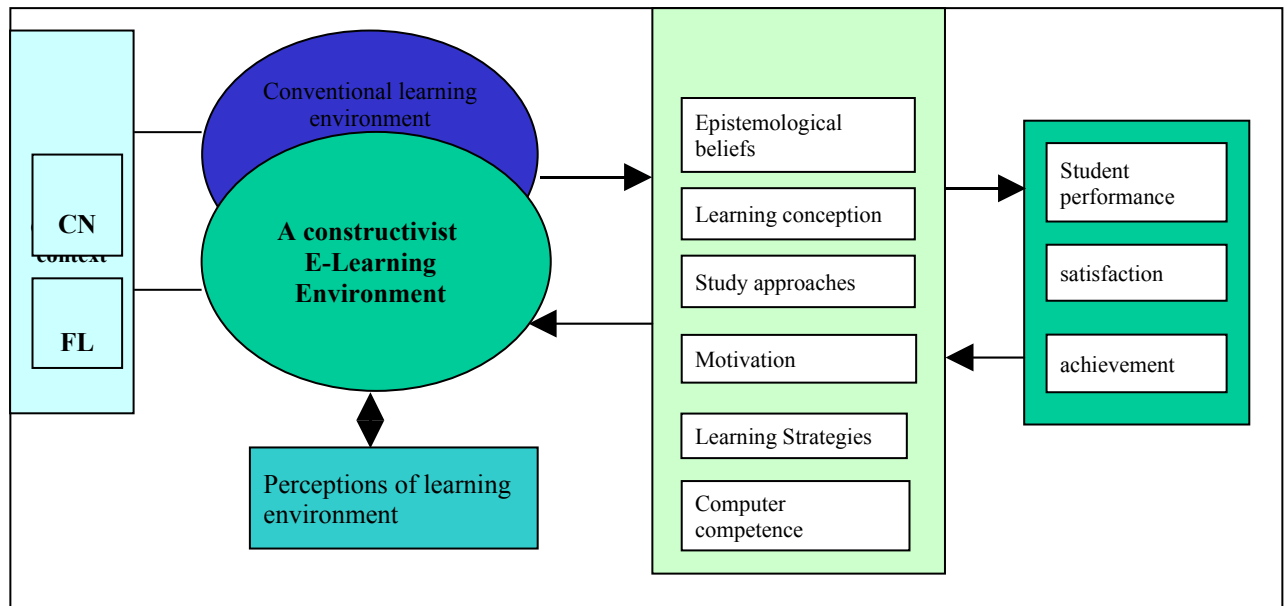 CN
context
FL
Conventional learning
environment
A constructivist
E-Learning
Environment
Perceptions of learning
environment
Epistemological
beliefs
Learning conception
Study approaches
Motivation
Learning Strategies
Computer
competence
Student
performance
satisfaction
achievement